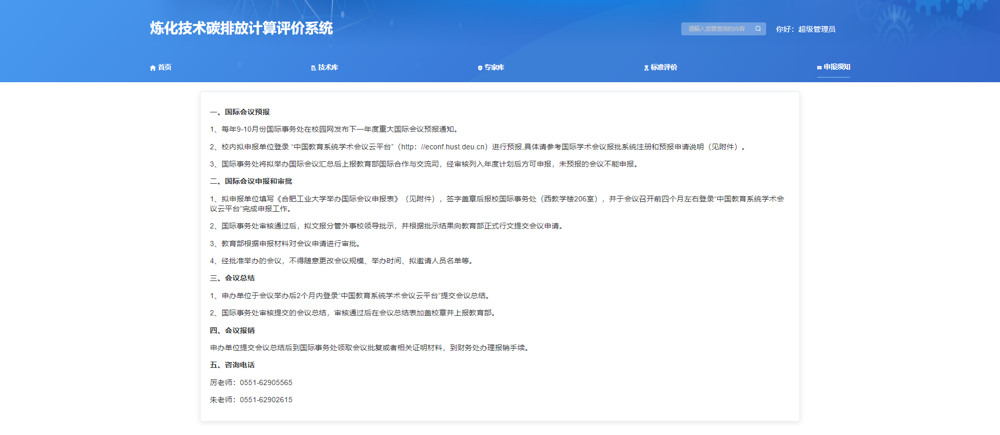 炼化技术碳排放计算评价系统
请输入您要查询的内容
你好：超级管理员
首页
技术库
专家库
标准评价
申报须知
一、国际会议预报
1、每年9-10月份国际事务处在校园网发布下一年度重大国际会议预报通知。
2、校内拟申报单位登录 “中国教育系统学术会议云平台”（http：//econf.hust.deu.cn）进行预报,具体请参考国际学术会议报批系统注册和预报申请说明（见附件）。
3、国际事务处将拟举办国际会议汇总后上报教育部国际合作与交流司，经审核列入年度计划后方可申报，未预报的会议不能申报。
二、国际会议申报和审批
1、拟申报单位填写《合肥工业大学举办国际会议申报表》（见附件），签字盖章后报校国际事务处（西教学楼206室），并于会议召开前四个月左右登录“中国教育系统学术会
议云平台”完成申报工作。
2、国际事务处审核通过后，拟文报分管外事校领导批示，并根据批示结果向教育部正式行文提交会议申请。
3、教育部根据申报材料对会议申请进行审批。
4、经批准举办的会议，不得随意更改会议规模、举办时间、拟邀请人员名单等。
三、会议总结
1、申办单位于会议举办后2个月内登录“中国教育系统学术会议云平台”提交会议总结。
2、国际事务处审核提交的会议总结，审核通过后在会议总结表加盖校章并上报教育部。
四、会议报销
申办单位提交会议总结后到国际事务处领取会议批复或者相关证明材料，到财务处办理报销手续。
五、咨询电话
厉老师：0551-62905565
朱老师：0551-62902615